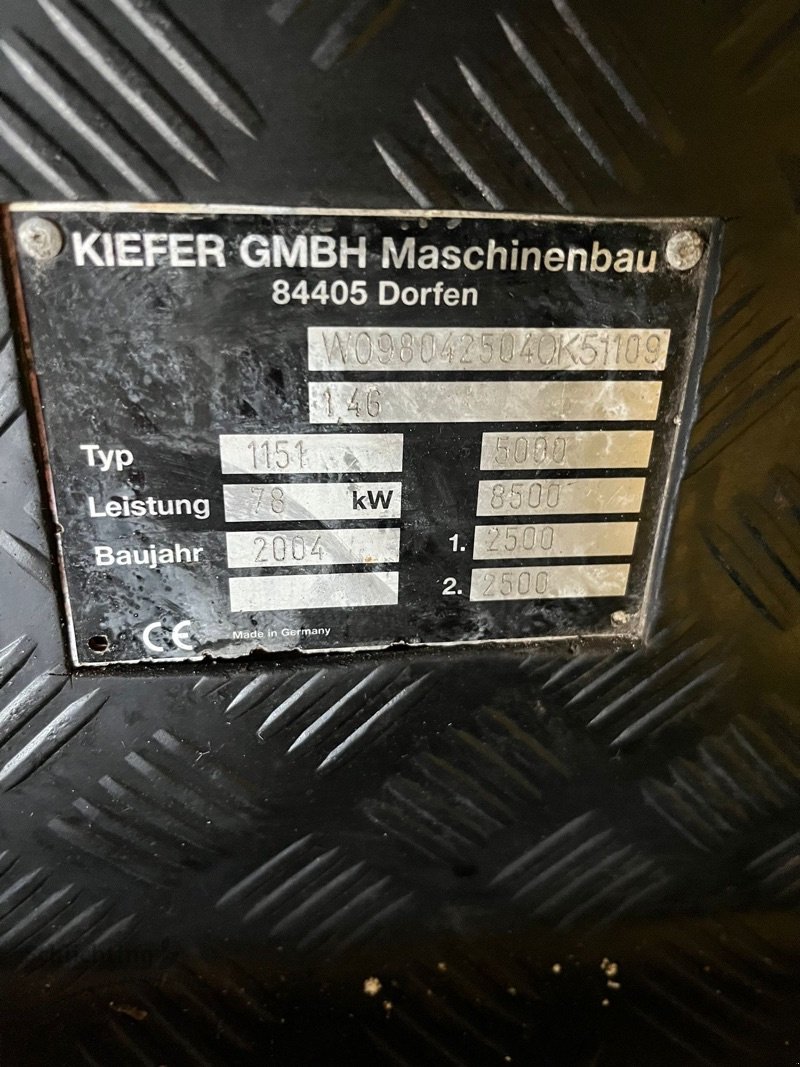 KIEFER GMBH Maschinenbau
84405 Dorfen
W0980425040K51109
1,46
Typ 1151 5000
Leistung 78 kW 8500
Baujahr 2004 1. 2500
2. 2500
CE Made in Germany